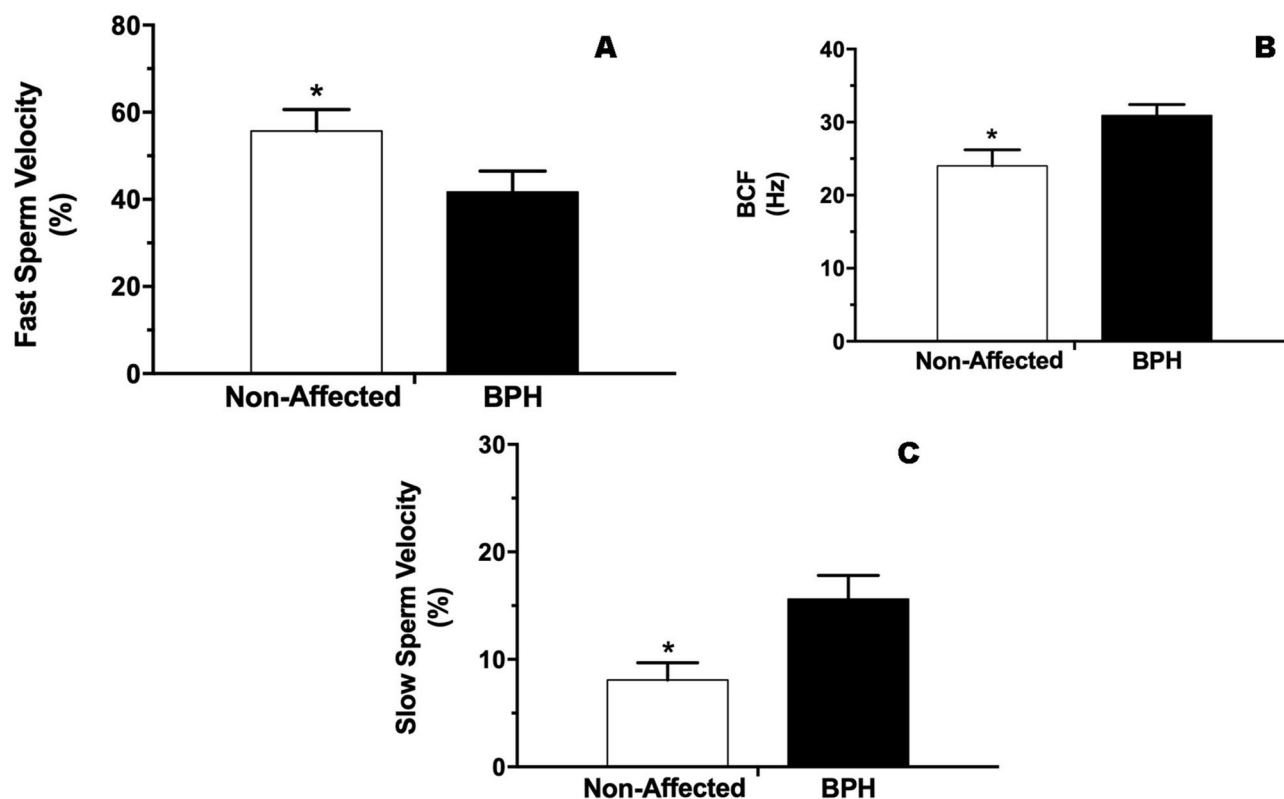 A
Fast Sperm Velocity
(%)
80
60
40
20
0
*
Non-Affected
BPH
B
BCF
(Hz)
40
30
20
10
0
*
Non-Affected
BPH
C
Slow Sperm Velocity
(%)
30
20
10
0
*
Non-Affected
BPH